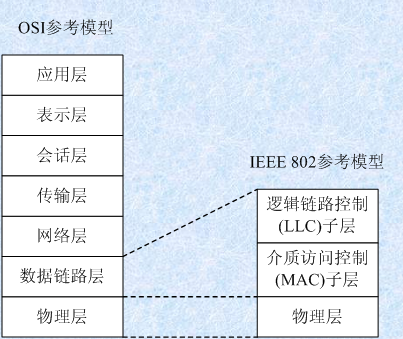 OSI参考模型
应用层
表示层
会话层
传输层
网络层
数据链路层
物理层
IEEE 802参考模型
逻辑链路控制
(LLC)子层
介质访问控制
(MAC)子层
物理层